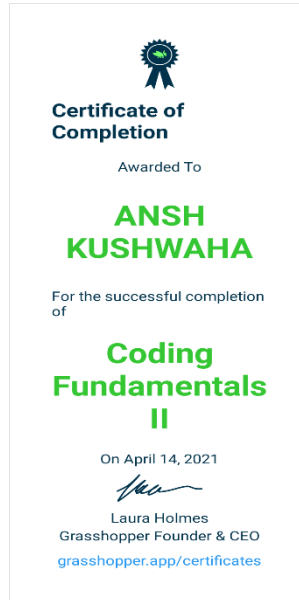 Certificate of
Completion
Awarded To
ANSH
KUSHWAHA
For the successful completion
of
Coding
Fundamentals
II
On April 14, 2021
Laura Holmes
Grasshopper Founder & CEO
grasshopper.app/certificates